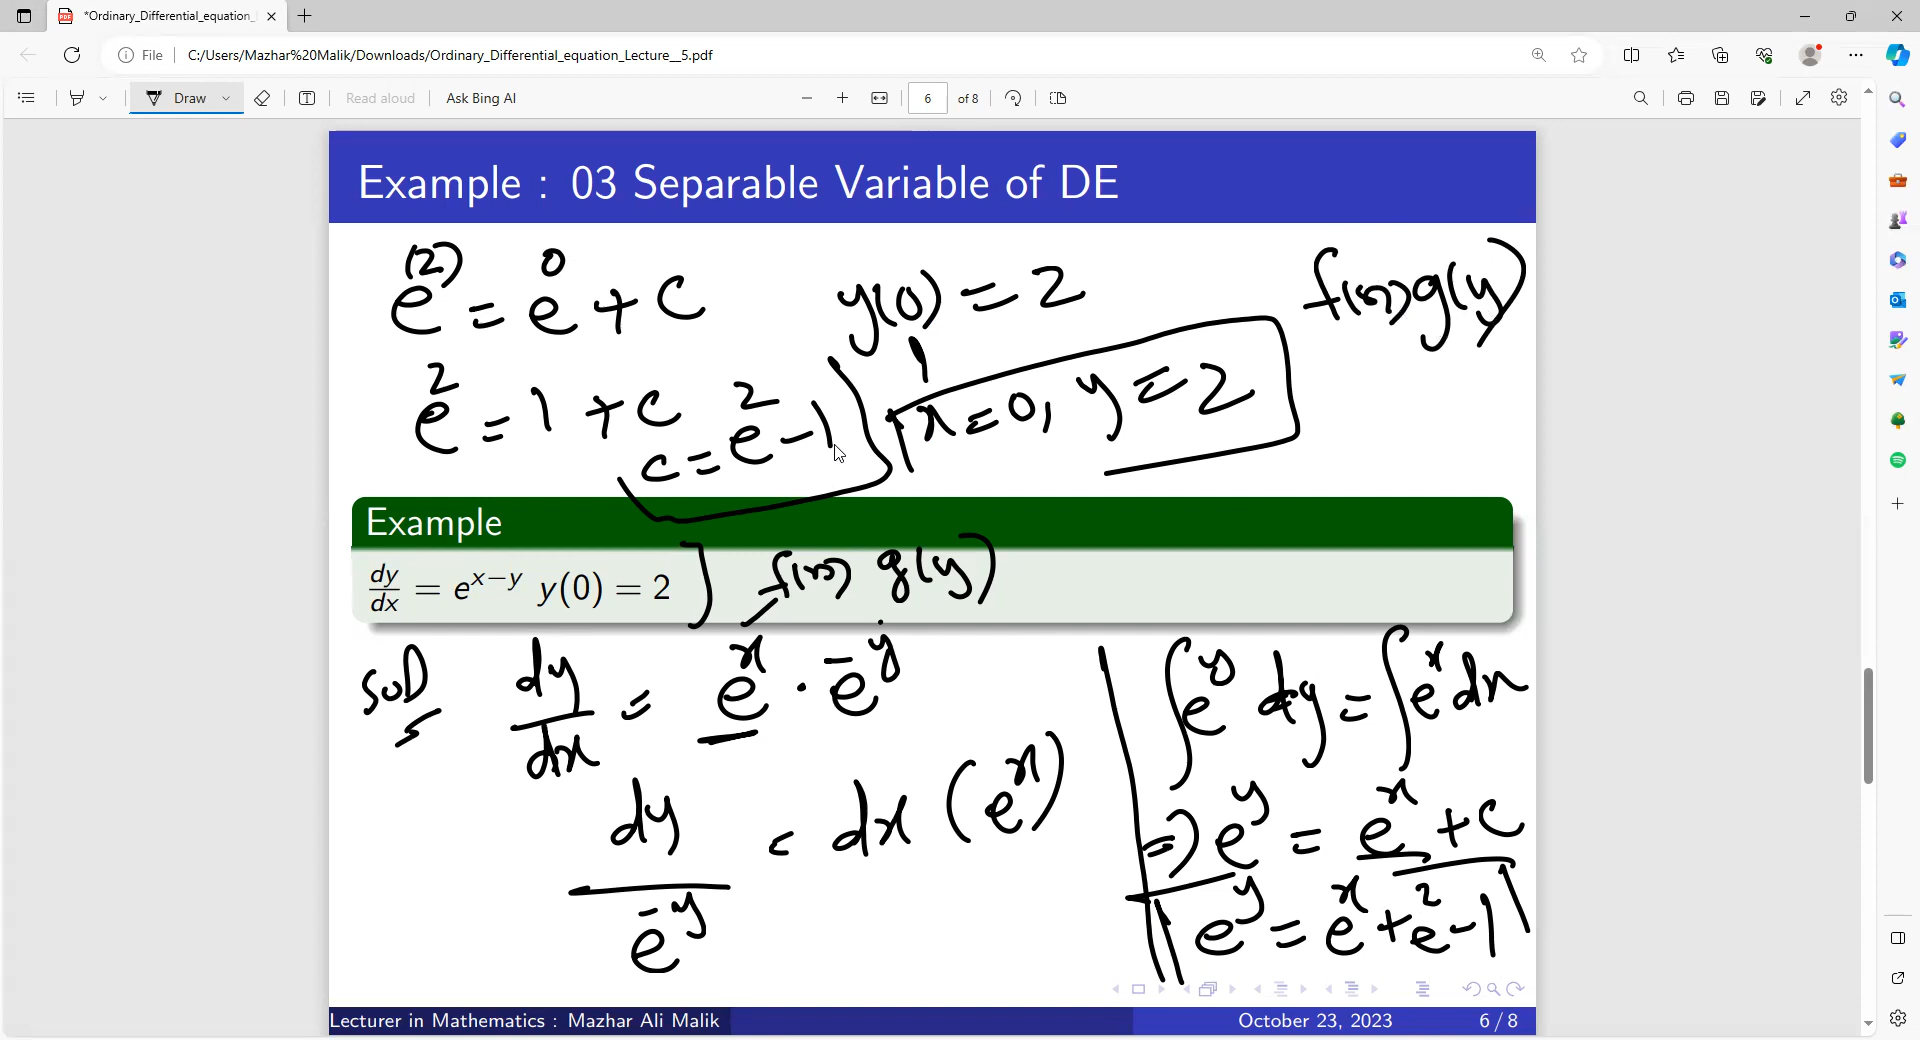 *Ordinary_Differential_equation_
File C:/Users/Mazhar%20Malik/Downloads/Ordinary_Differential_equation_Lecture__5.pdf
Draw Read aloud Ask Bing AI 6 of 8
Example : 03 Separable Variable of DE
e^(2) = e^0 + c
y(0) = 2
f(x)g(y)
e^2 = 1 + c
x=0, y=2
c = e^2 - 1
Example
dy/dx = e^{x−y} y(0) = 2
f(x) g(y)
dy/dx = e^x · e^{-y}
dy/e^{-y} = dx (e^x)
∫e^y dy = ∫e^x dx
=> e^y = e^x + c
e^y = e^x + e^2 - 1
Lecturer in Mathematics : Mazhar Ali Malik October 23, 2023 6 / 8